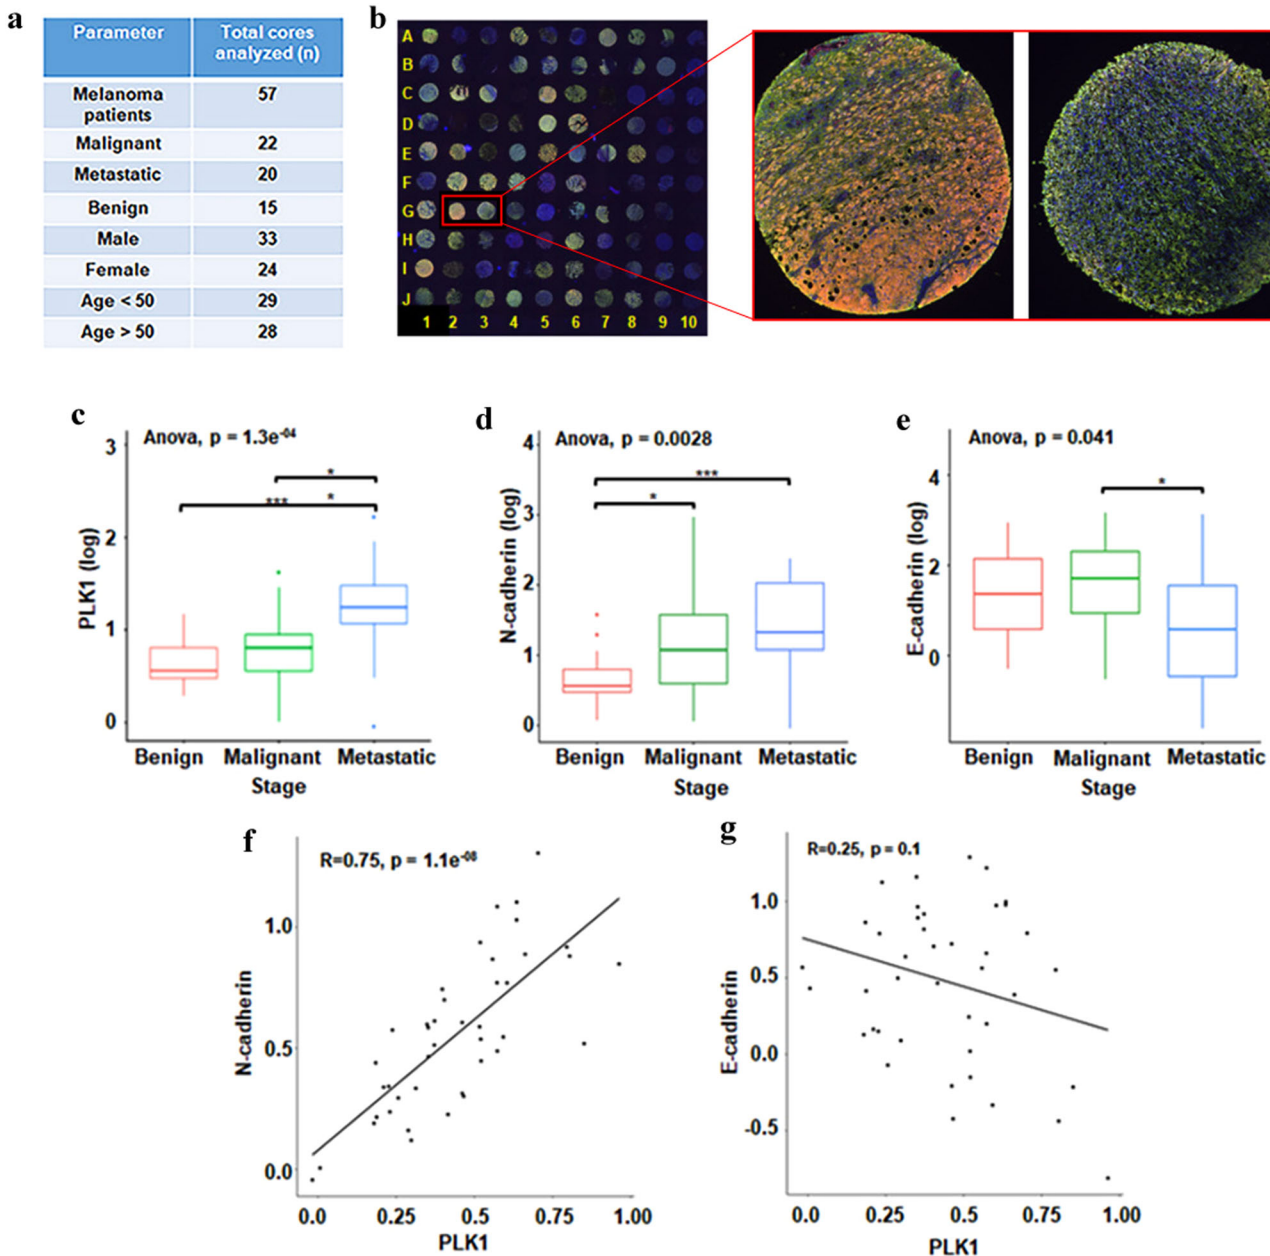 a
Parameter
Total cores
analyzed (n)
Melanoma
patients
57
Malignant
22
Metastatic
20
Benign
15
Male
33
Female
24
Age < 50
29
Age > 50
28
b
A
B
C
D
E
F
G
H
I
J
1 2 3 4 5 6 7 8 9 10
c
Anova, p = 1.3e-04
*
*** *
3
2
1
0
PLK1 (log)
Benign Malignant Metastatic
Stage
d
Anova, p = 0.0028
***
*
4
3
2
1
0
N-cadherin (log)
Benign Malignant Metastatic
Stage
e
Anova, p = 0.041
*
4
2
0
E-cadherin (log)
Benign Malignant Metastatic
Stage
f
R=0.75, p = 1.1e-08
1.0
0.5
0.0
N-cadherin
0.0 0.25 0.5 0.75 1.00
PLK1
g
R=0.25, p = 0.1
1.0
0.5
0.0
-0.5
E-cadherin
0.0 0.25 0.5 0.75 1.00
PLK1